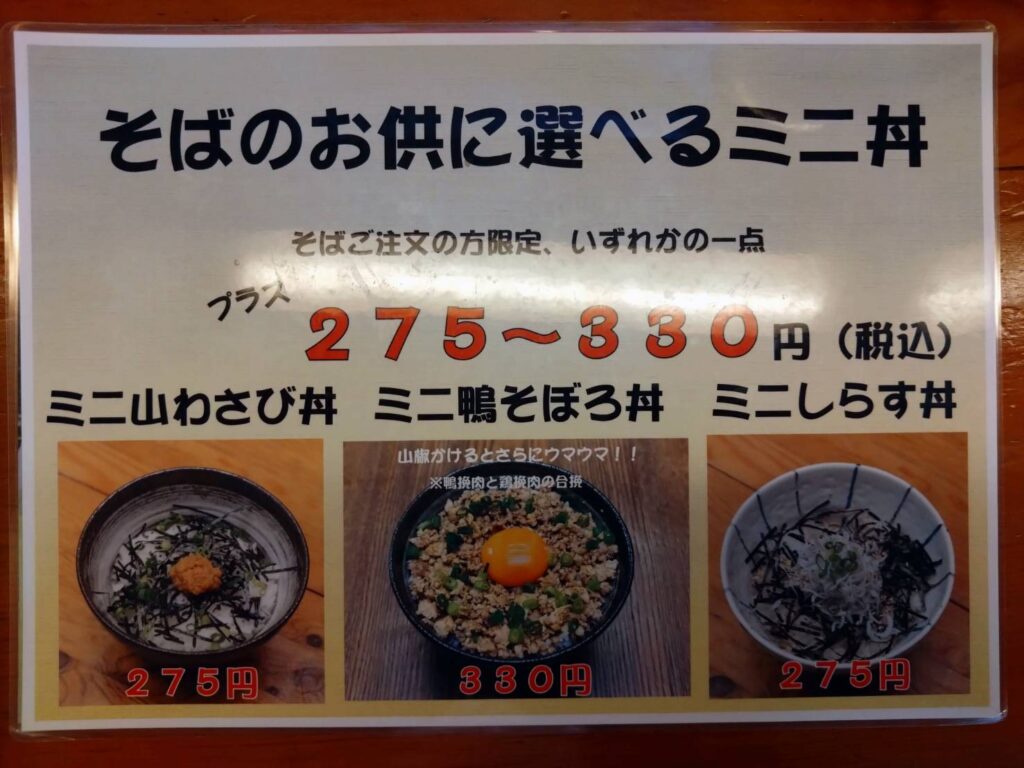 そばのお供に選べるミニ丼
そばご注文の方限定、いずれかの一点
プラス
２７５～３３０円（税込）
ミニ山わさび丼
ミニ鴨そぼろ丼
ミニしらす丼
山椒かけるとさらにウマウマ！！
※鴨挽肉と鶏挽肉の合挽
２７５円
３３０円
２７５円